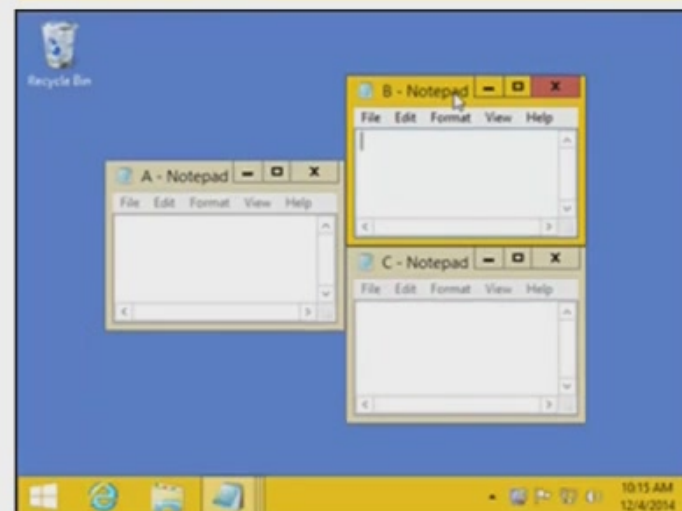 Recycle Bin
B - Notepad
File Edit Format View Help
A - Notepad
File Edit Format View Help
C - Notepad
File Edit Format View Help
10:15 AM
12/4/2014